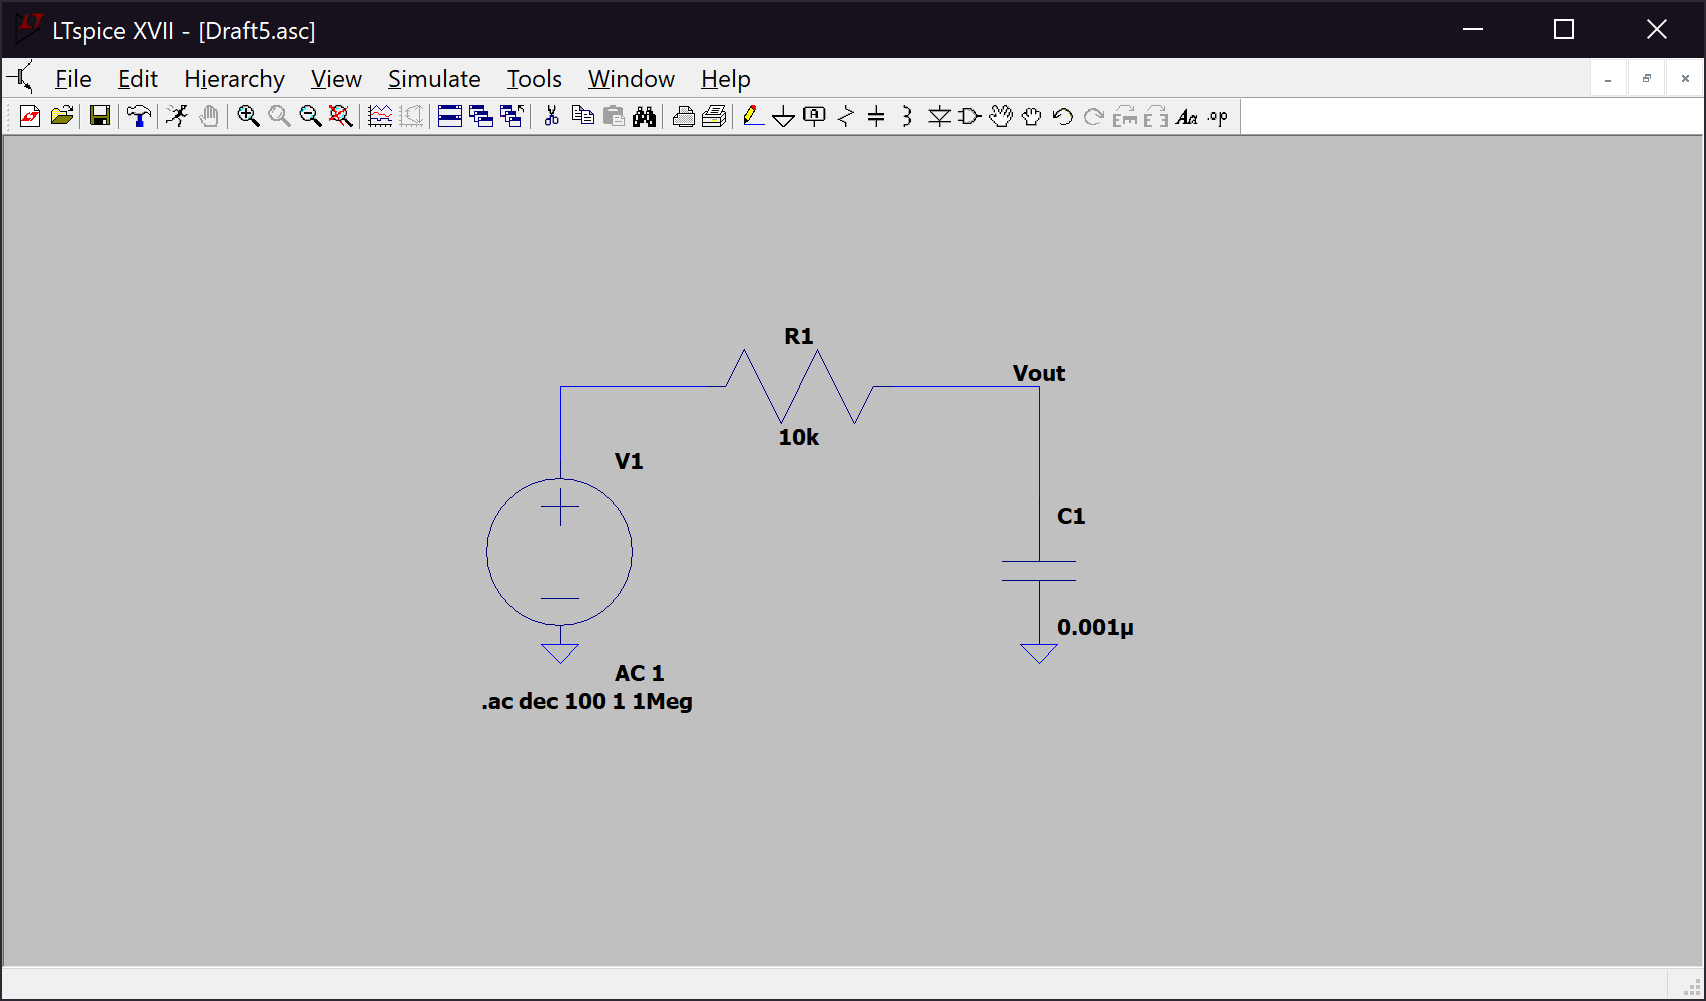 LTspice XVII - [Draft5.asc]
File Edit Hierarchy View Simulate Tools Window Help
Aa .op
R1
Vout
10k
V1
C1
0.001µ
AC 1
.ac dec 100 1 1Meg